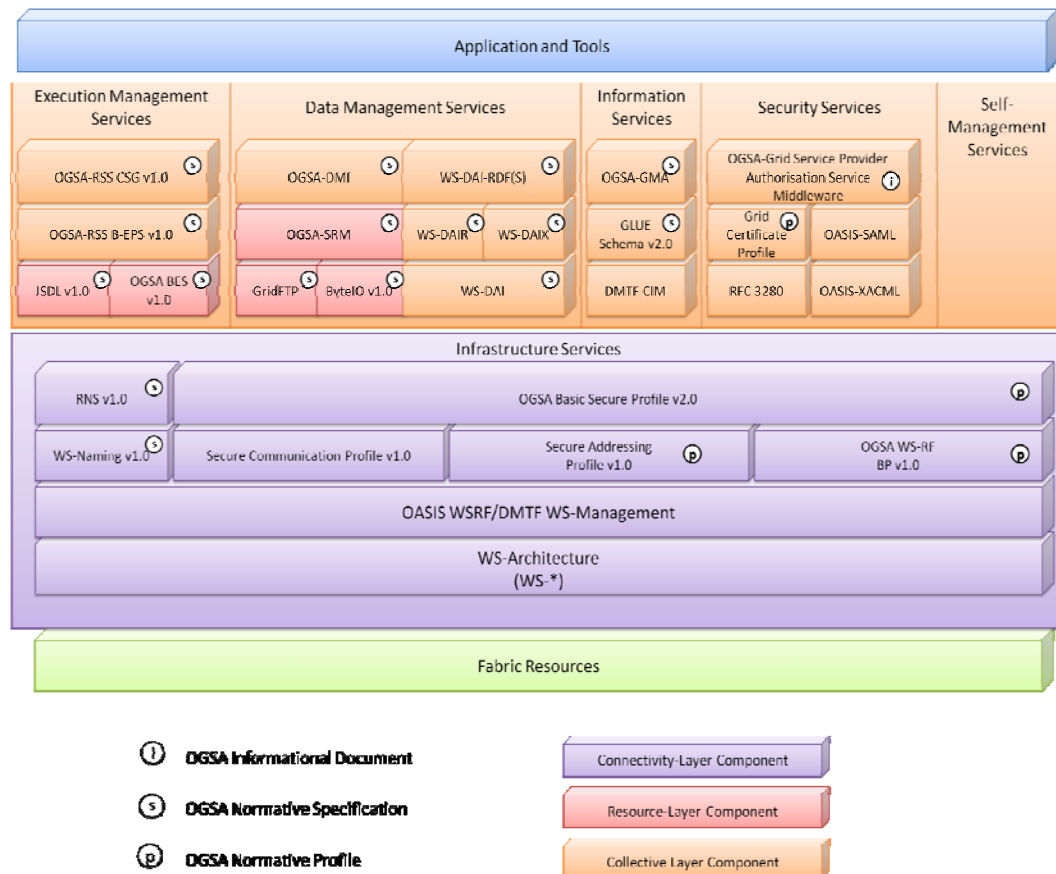 Application and Tools
Execution Management
Services
Data Management Services
Information
Services
Security Services
Self-
Management
Services
OGSA-RSS CSG v1.0
s
OGSA-DMI
s
WS-DAI-RDF(S)
s
OGSA-GMA
s
OGSA-Grid Service Provider
Authorisation Service
Middleware
i
OGSA-RSS B-EPS v1.0
s
OGSA-SRM
WS-DAIR
s
WS-DAIX
s
GLUE
Schema v2.0
s
Grid
Certificate
Profile
p
OASIS-SAML
JSDL v1.0
s
OGSA BES
v1.0
s
GridFTP
s
ByteIO v1.0
s
WS-DAI
s
DMTF CIM
RFC 3280
OASIS-XACML
Infrastructure Services
RNS v1.0
s
OGSA Basic Secure Profile v2.0
p
WS-Naming v1.0
s
Secure Communication Profile v1.0
Secure Addressing
Profile v1.0
p
OGSA WS-RF
BP v1.0
p
OASIS WSRF/DMTF WS-Management
WS-Architecture
(WS-*)
Fabric Resources
i OGSA Informational Document
Connectivity-Layer Component
s OGSA Normative Specification
Resource-Layer Component
p OGSA Normative Profile
Collective Layer Component